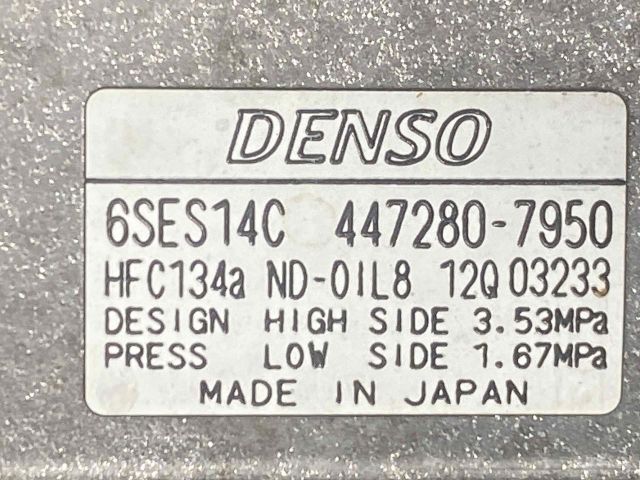 DENSO
6SES14C 447280-7950
HFC134a ND-OIL8 12Q03233
DESIGN HIGH SIDE 3.53MPa
PRESS LOW SIDE 1.67MPa
MADE IN JAPAN